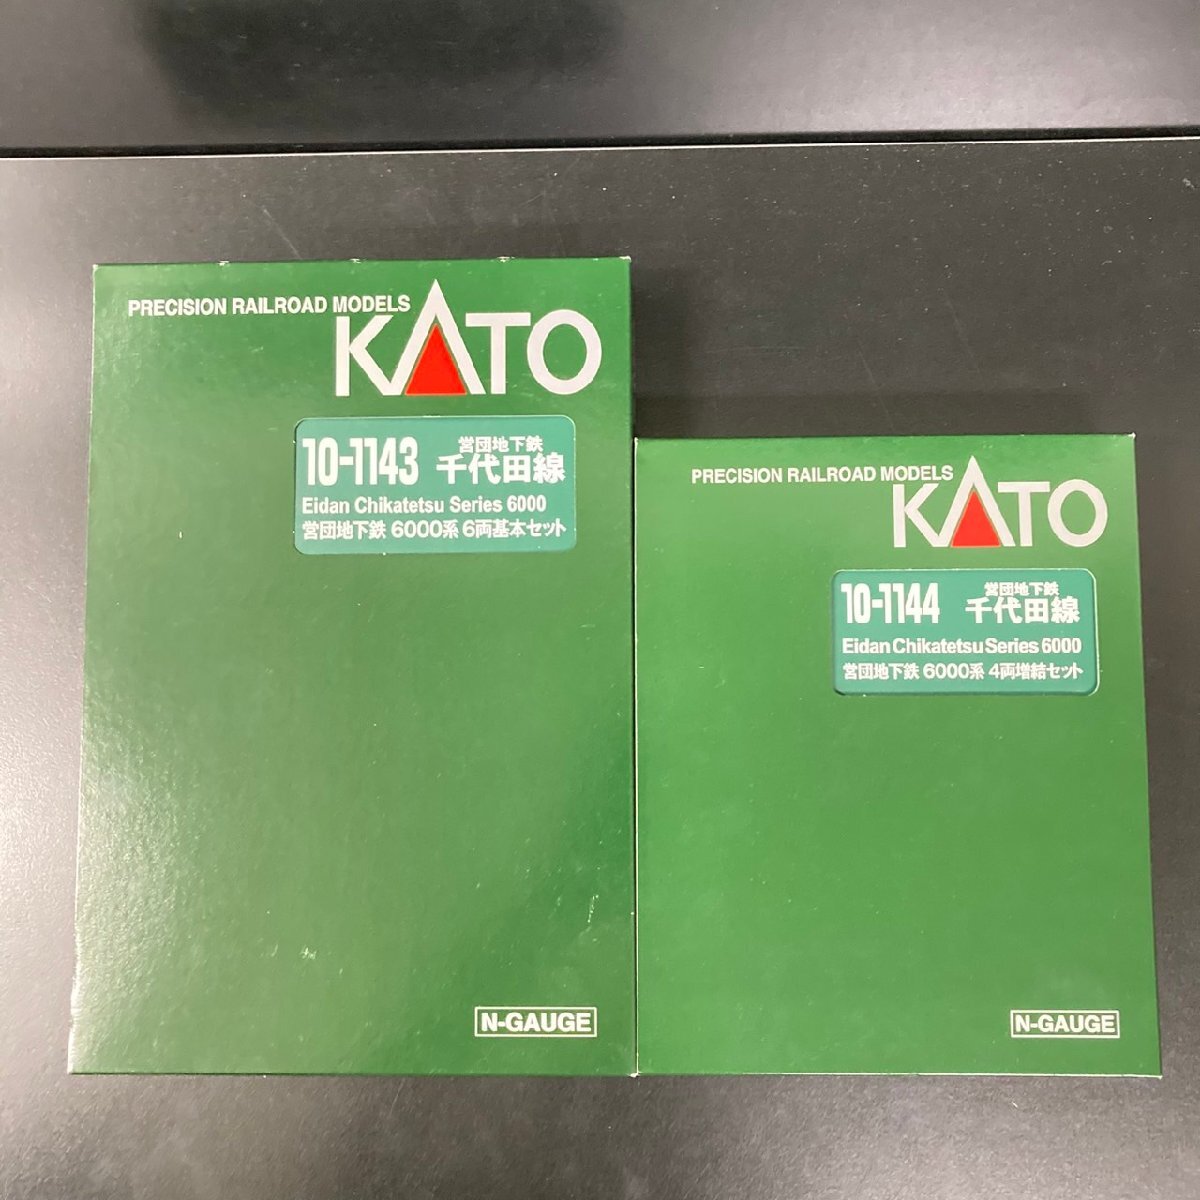 PRECISION RAILROAD MODELS
KATO
10-1143
営団地下鉄
千代田線
Eidan Chikatetsu Series 6000
営団地下鉄 6000系 6両基本セット
N-GAUGE
PRECISION RAILROAD MODELS
KATO
10-1144
営団地下鉄
千代田線
Eidan Chikatetsu Series 6000
営団地下鉄 6000系 4両増結セット
N-GAUGE